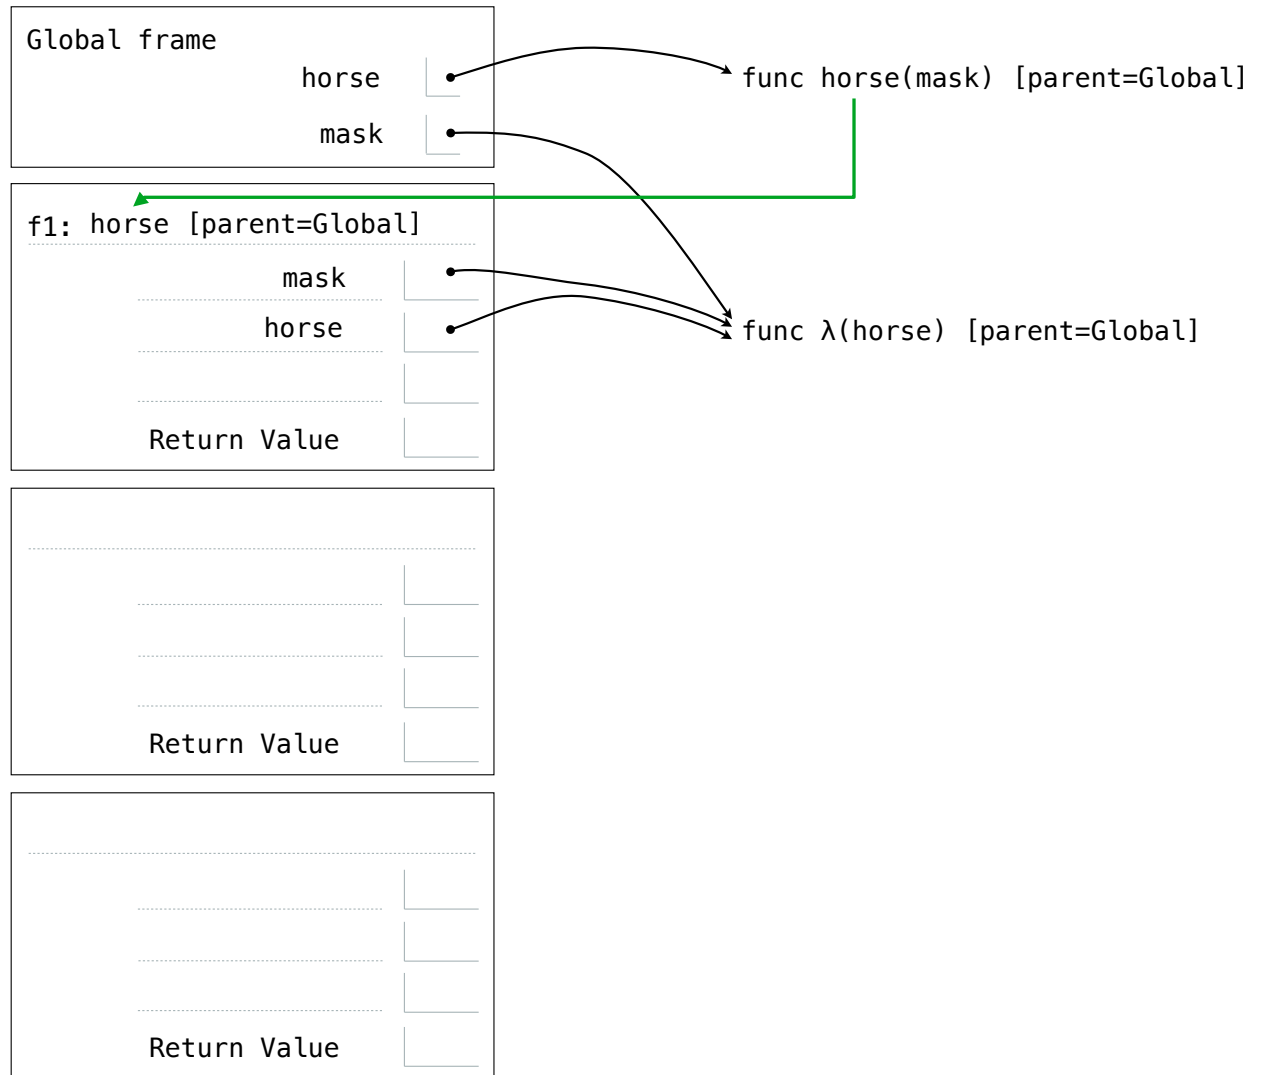 Global frame
horse
func horse(mask) [parent=Global]
mask
f1: horse [parent=Global]
mask
horse
func λ(horse) [parent=Global]
Return Value
Return Value
Return Value